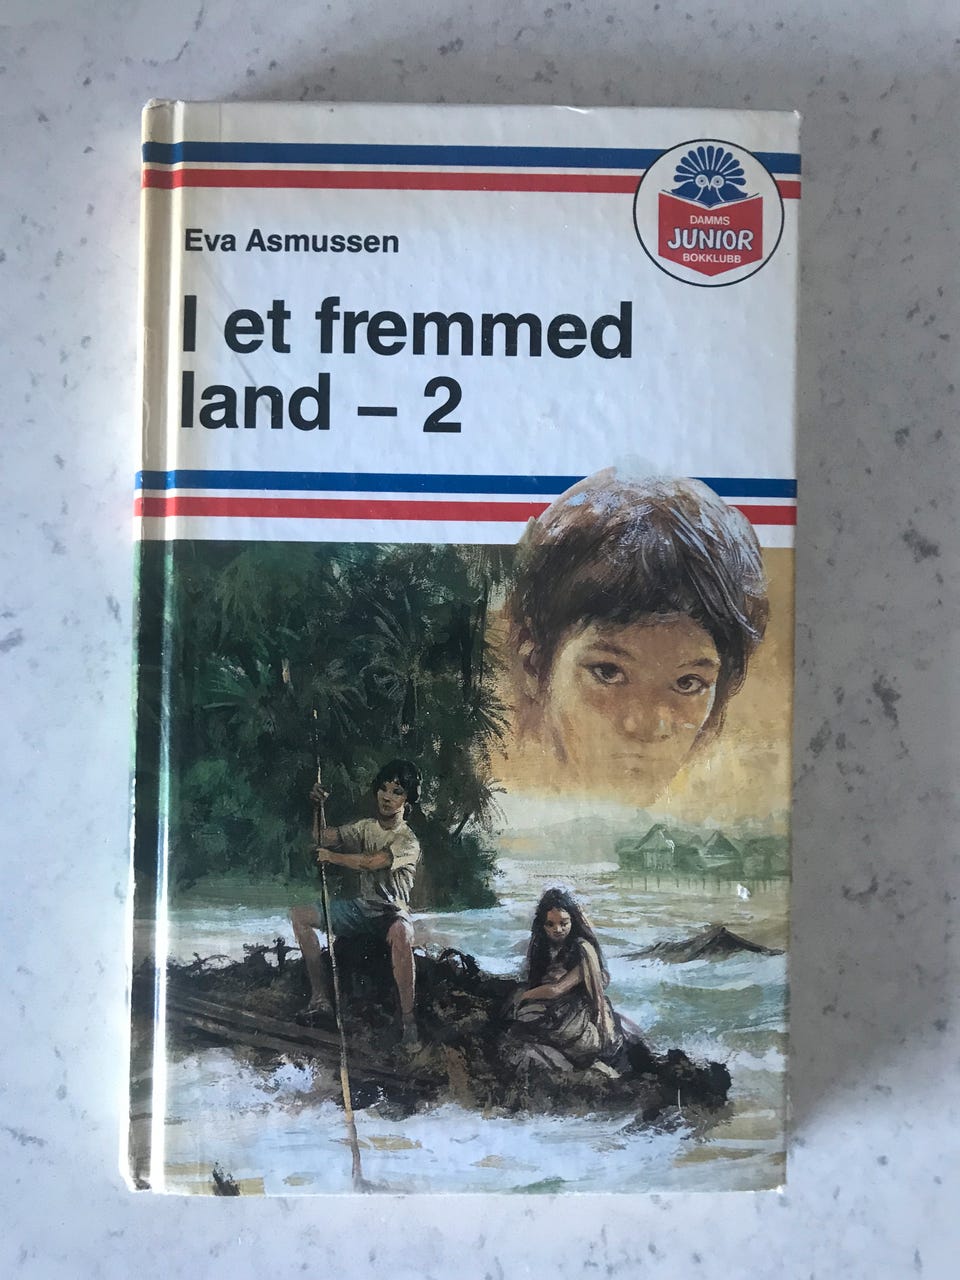 DAMMS
JUNIOR
BOKKLUBB
Eva Asmussen
I et fremmed
land – 2